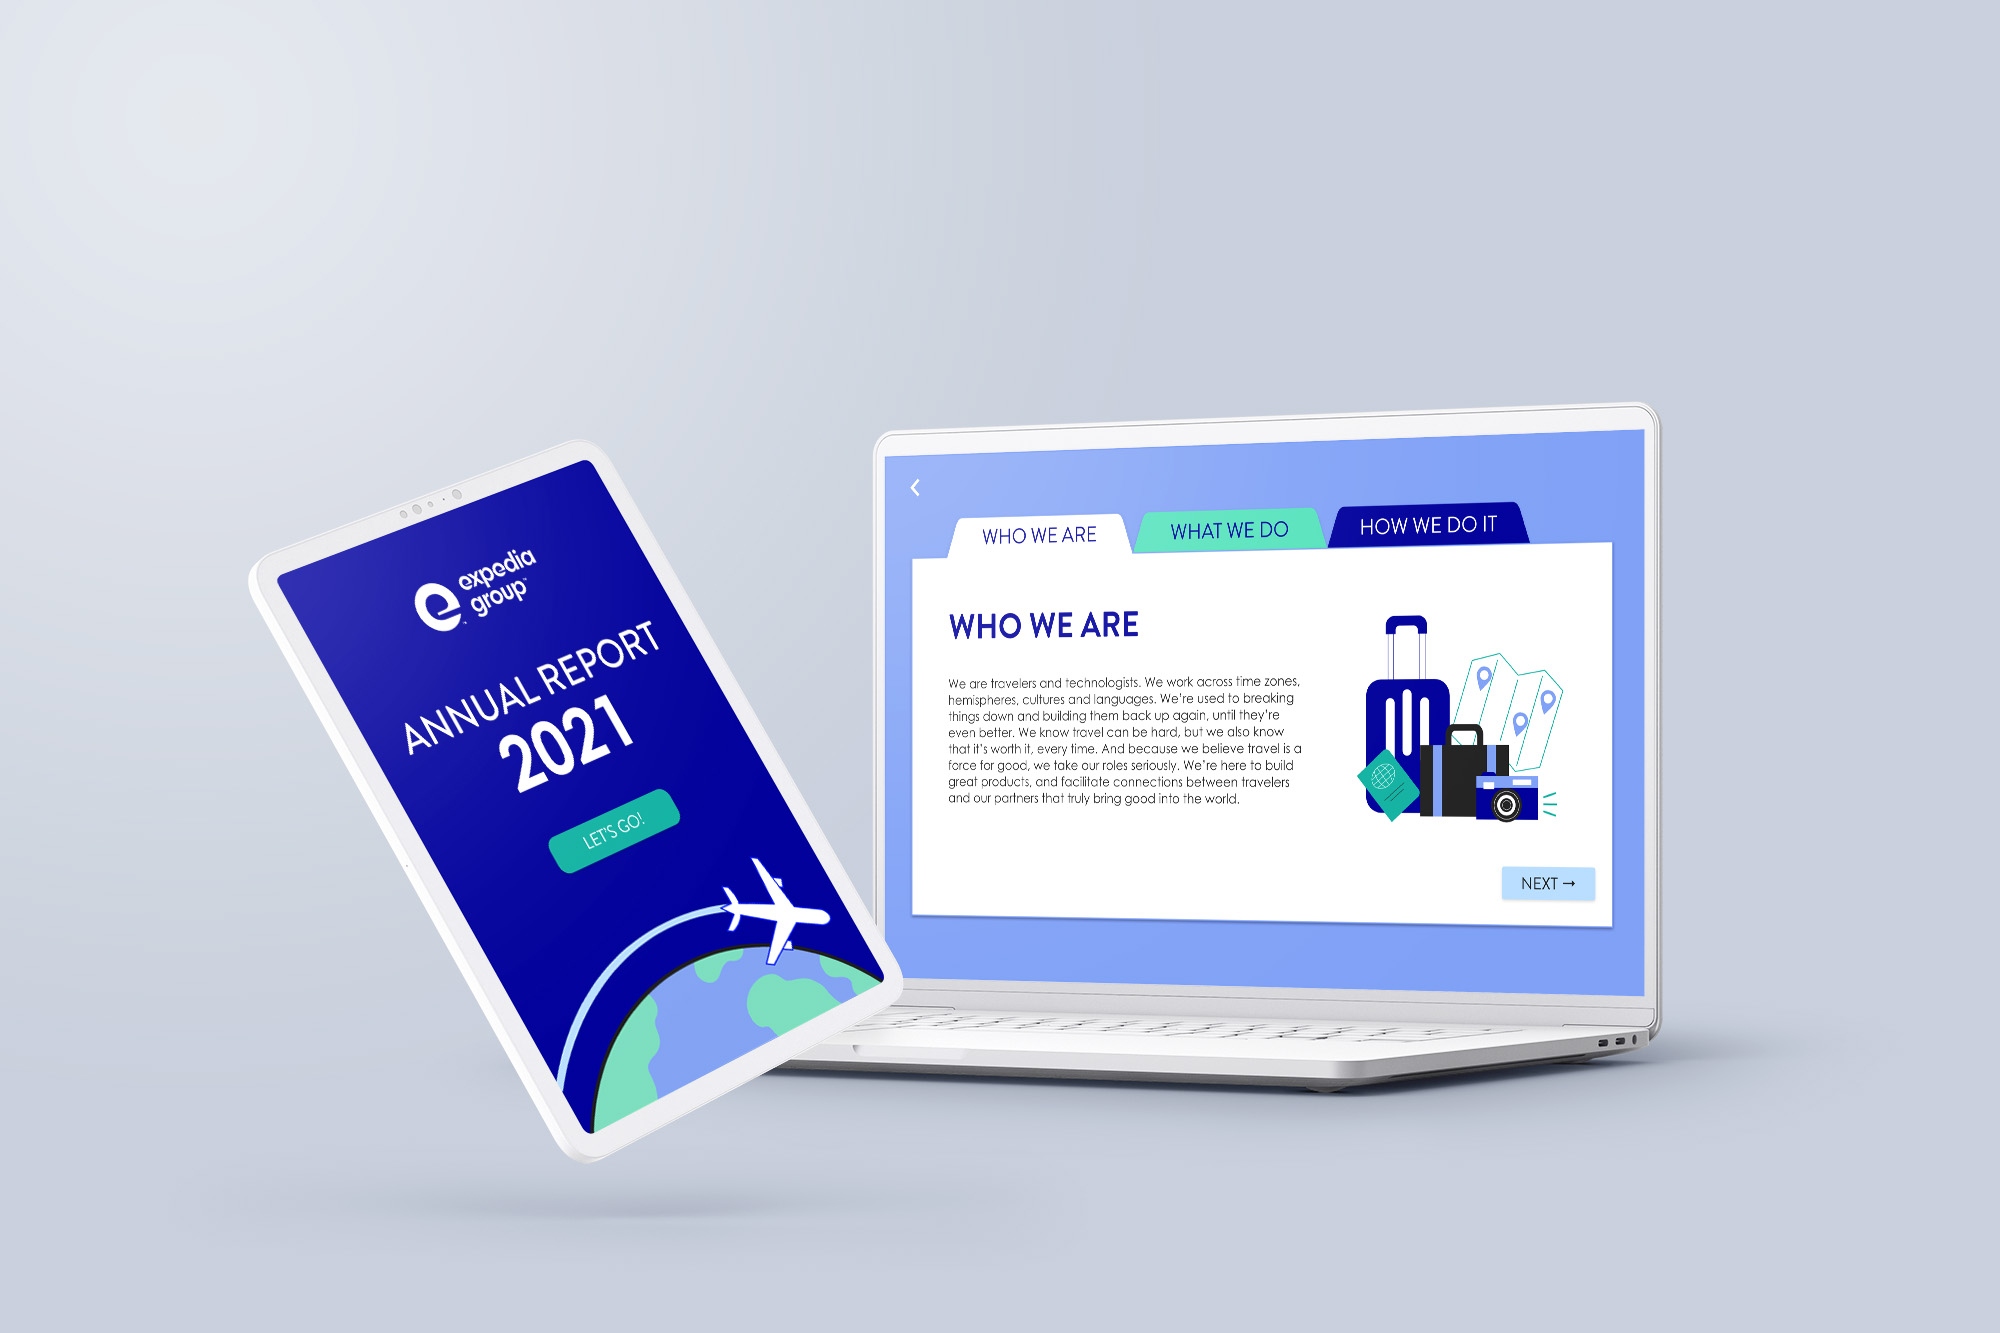 expedia
group™
ANNUAL REPORT
2021
LET'S GO!
WHO WE ARE
WHAT WE DO
HOW WE DO IT
WHO WE ARE
We are travelers and technologists. We work across time zones,
hemispheres, cultures and languages. We're used to breaking
things down and building them back up again, until they're
even better. We know travel can be hard, but we also know
that it's worth it, every time. And because we believe travel is a
force for good, we take our roles seriously. We're here to build
great products, and facilitate connections between travelers
and our partners that truly bring good into the world.
NEXT →